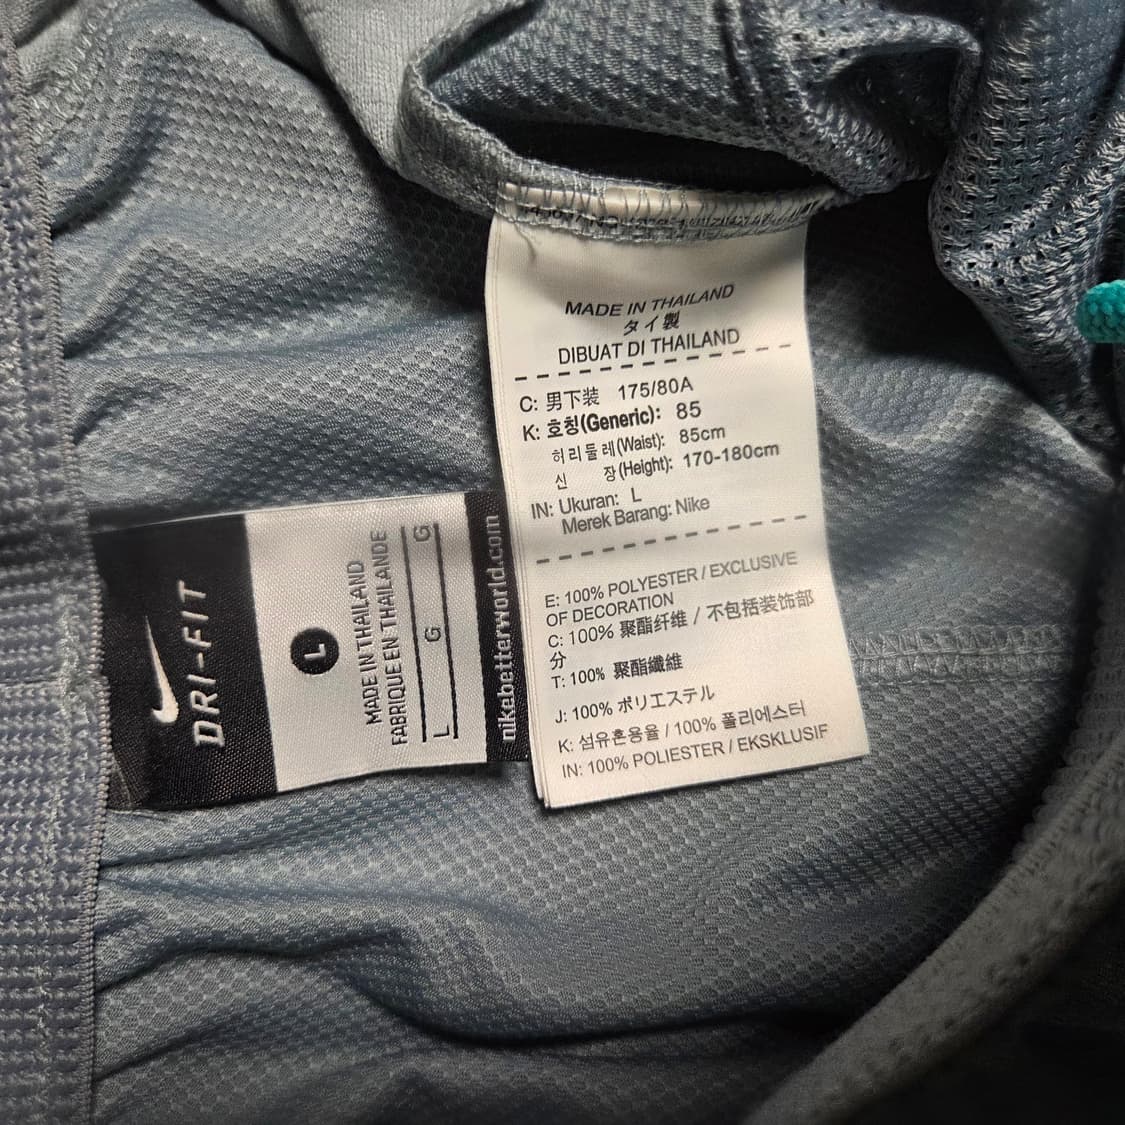 MADE IN THAILAND
タイ製
DIBUAT DI THAILAND
C: 男下装 175/80A
K: 호칭(Generic): 85
허리둘레(Waist): 85cm
신 장(Height): 170-180cm
IN: Ukuran: L
Merek Barang: Nike
E: 100% POLYESTER / EXCLUSIVE
OF DECORATION
C: 100% 聚酯纤维 / 不包括装饰部
分
T: 100% 聚酯纖維
J: 100% ポリエステル
K: 섬유혼용율 / 100% 폴리에스터
IN: 100% POLIESTER / EKSKLUSIF
DRI-FIT
L
MADE IN THAILAND
FABRIQUE EN THAILANDE
L G G
nikebetterworld.com